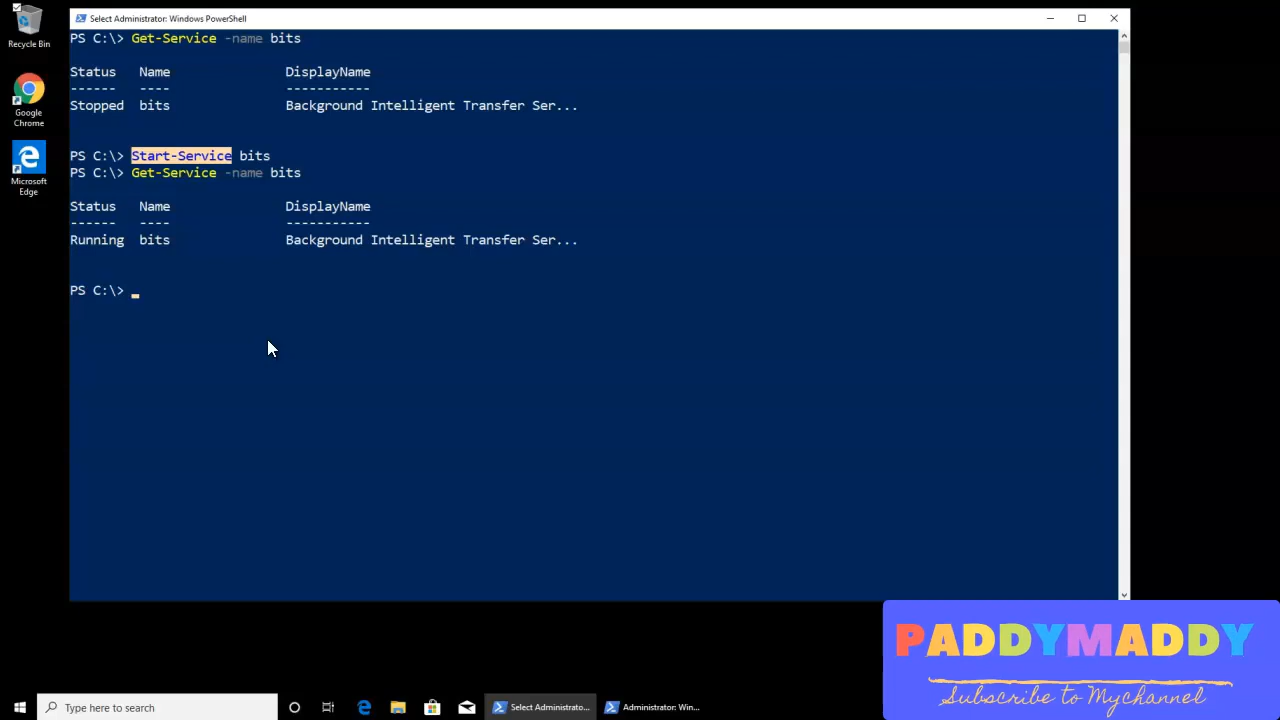 Recycle Bin
Google
Chrome
Microsoft
Edge
Select Administrator: Windows PowerShell
PS C:\> Get-Service -name bits
Status Name DisplayName
------ ---- -----------
Stopped bits Background Intelligent Transfer Ser...
PS C:\> Start-Service bits
PS C:\> Get-Service -name bits
Status Name DisplayName
------ ---- -----------
Running bits Background Intelligent Transfer Ser...
PS C:\>
PADDYMADDY
Subscribe to Mychannel
Type here to search
Select Administrato...
Administrator: Win...